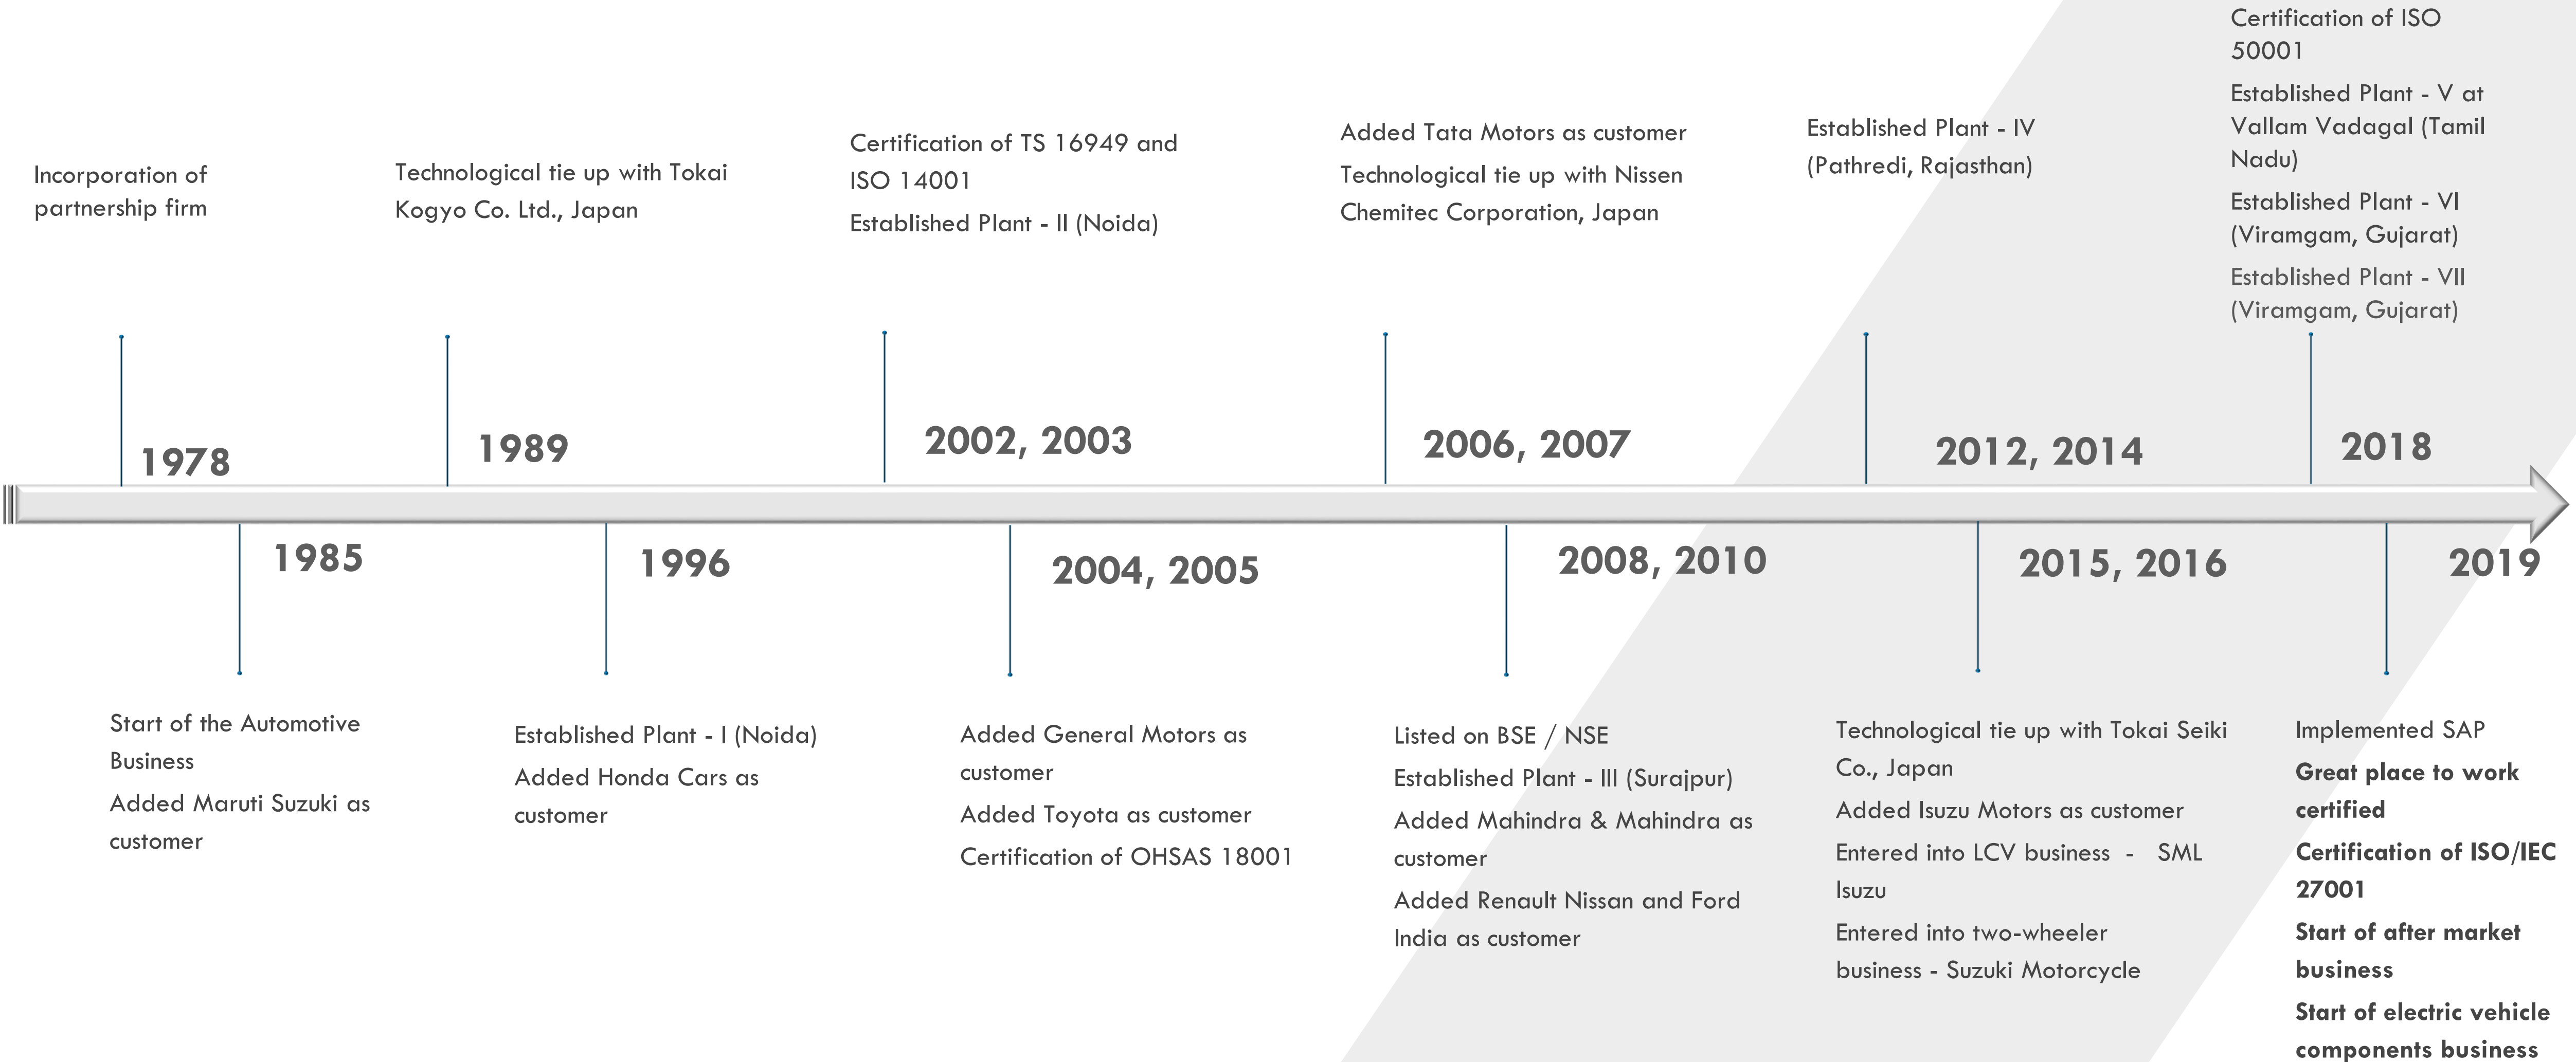 Incorporation of
partnership firm
1978
1985
Start of the Automotive
Business
Added Maruti Suzuki as
customer
Technological tie up with Tokai
Kogyo Co. Ltd., Japan
1989
1996
Established Plant - I (Noida)
Added Honda Cars as
customer
Certification of TS 16949 and
ISO 14001
Established Plant - II (Noida)
2002, 2003
2004, 2005
Added General Motors as
customer
Added Toyota as customer
Certification of OHSAS 18001
Added Tata Motors as customer
Technological tie up with Nissen
Chemitec Corporation, Japan
2006, 2007
2008, 2010
Listed on BSE / NSE
Established Plant - III (Surajpur)
Added Mahindra & Mahindra as
customer
Added Renault Nissan and Ford
India as customer
Established Plant - IV
(Pathredi, Rajasthan)
2012, 2014
2015, 2016
Technological tie up with Tokai Seiki
Co., Japan
Added Isuzu Motors as customer
Entered into LCV business - SML
Isuzu
Entered into two-wheeler
business - Suzuki Motorcycle
Certification of ISO
50001
Established Plant - V at
Vallam Vadagal (Tamil
Nadu)
Established Plant - VI
(Viramgam, Gujarat)
Established Plant - VII
(Viramgam, Gujarat)
2018
2019
Implemented SAP
Great place to work
certified
Certification of ISO/IEC
27001
Start of after market
business
Start of electric vehicle
components business